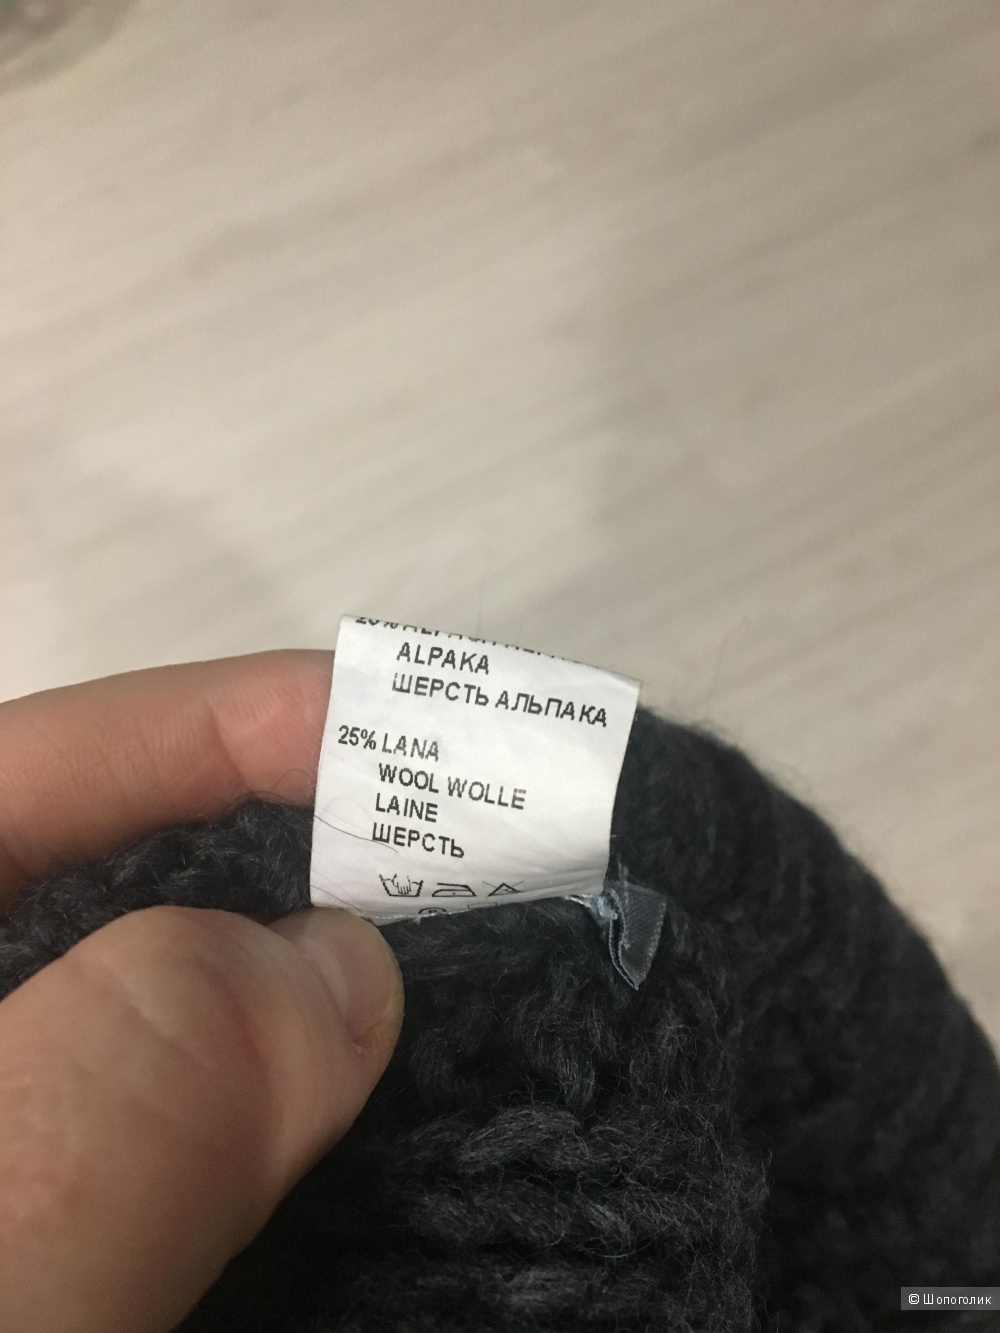 ALPAKA
ШЕРСТЬ АЛЬПАКА
25% LANA
WOOL WOLLE
LAINE
ШЕРСТЬ
© Шопоголик